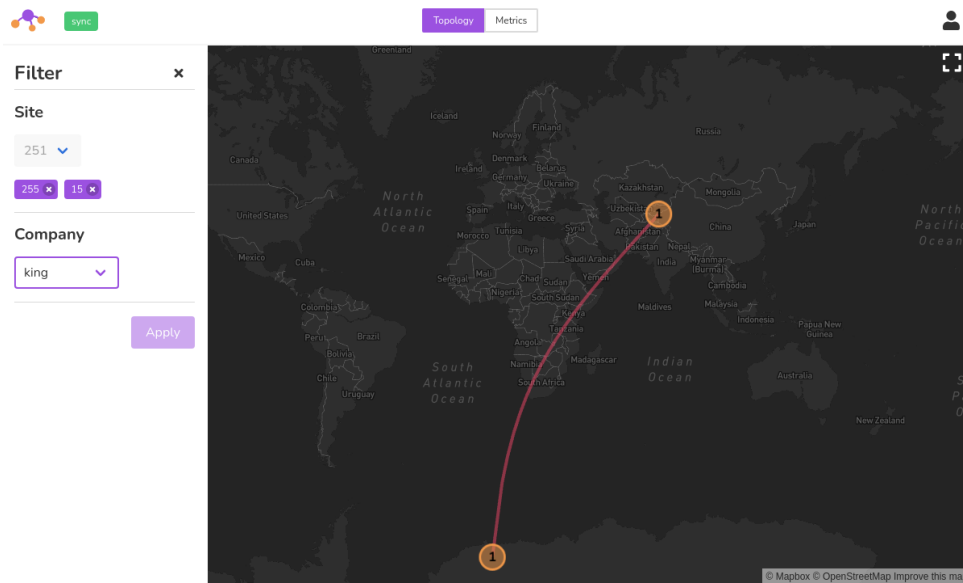 sync
Topology
Metrics
Filter
Site
251
255
15
Company
king
Apply
Greenland
Iceland
Norway
Finland
Russia
Canada
Denmark
Ireland
Belarus
Germany
Ukraine
Kazakhstan
Mongolia
North
Atlantic
Ocean
Spain
Italy
Greece
Uzbekist
1
North
Pacific
Ocean
United States
Morocco
Tunisia
Syria
Afghanistan
China
Japan
Mexico
Cuba
Libya
Pakistan
Nepal
Saudi Arabia
India
Myanmar
(Burma)
Senegal
Mali
Chad
Sudan
Yemen
Cambodia
Nigeria
South Sudan
Colombia
Maldives
Malaysia
Kenya
Indonesia
Peru
Brazil
Tanzania
Papua New
Guinea
Angola
Bolivia
Namibia
Madagascar
South
Atlantic
Ocean
Indian
Ocean
Chile
South Africa
Australia
Uruguay
New Zealand
S
P
O
1
© Mapbox © OpenStreetMap Improve this ma